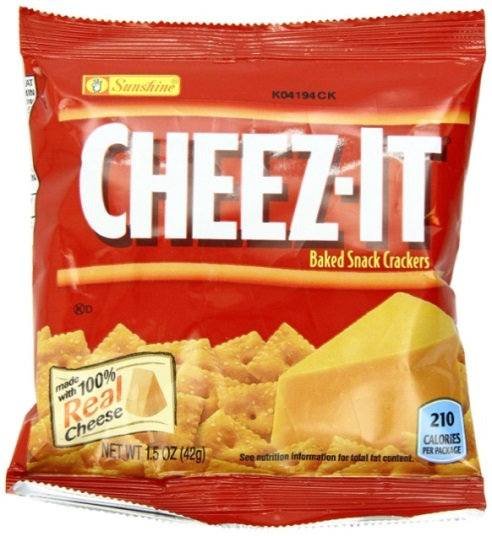 Sunshine
K04194CK
CHEEZ-IT
Baked Snack Crackers
K D
made
with 100%
Real
Cheese
NET WT 1.5 OZ (42g)
See nutrition information for total fat content.
210
CALORIES
PER PACKAGE